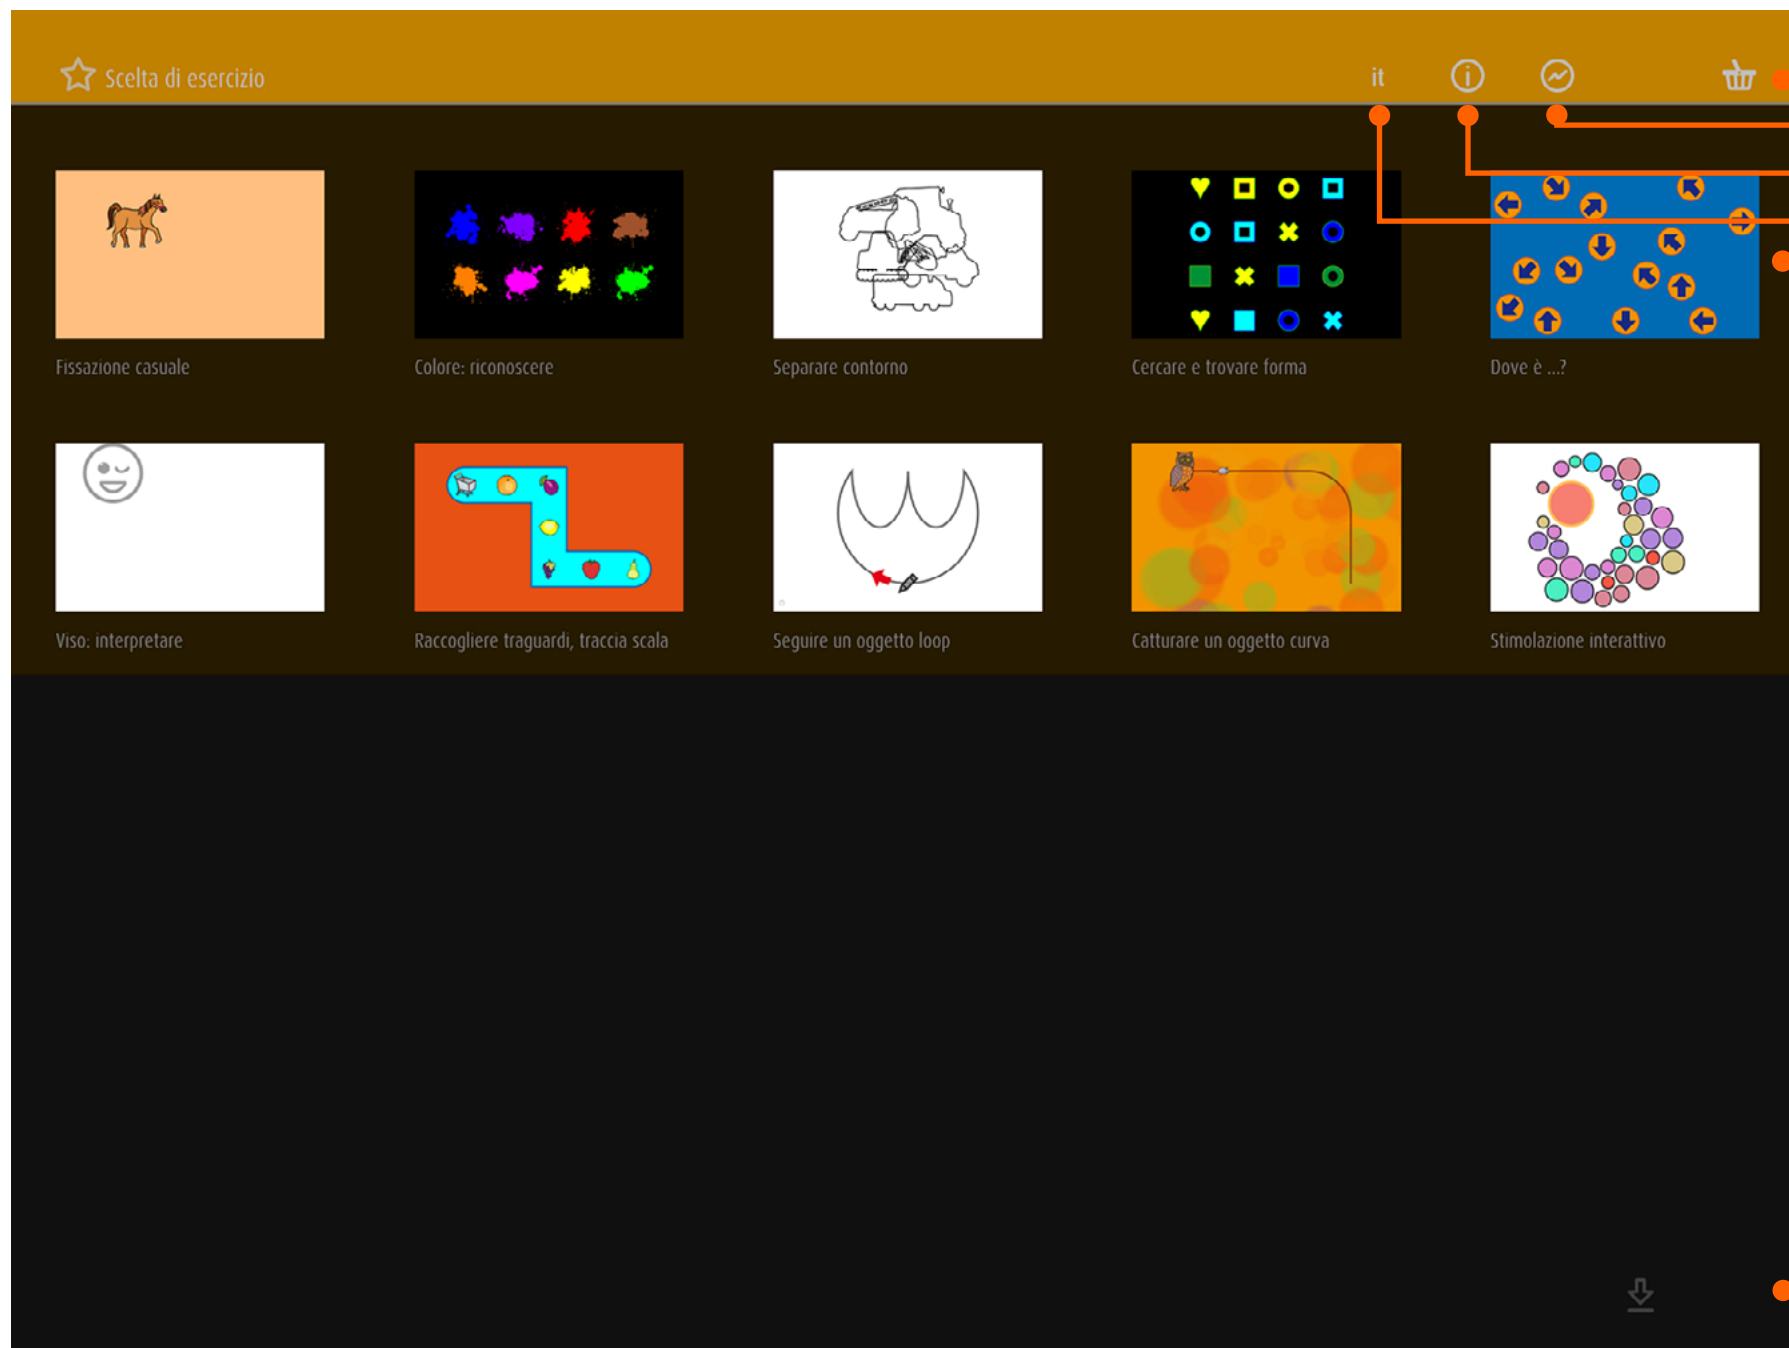 Scelta di esercizio
it
Fissazione casuale
Colore: riconoscere
Separare contorno
Cercare e trovare forma
Dove è ...?
Viso: interpretare
Raccogliere traguardi, traccia scala
Seguire un oggetto loop
Catturare un oggetto curva
Stimolazione interattivo